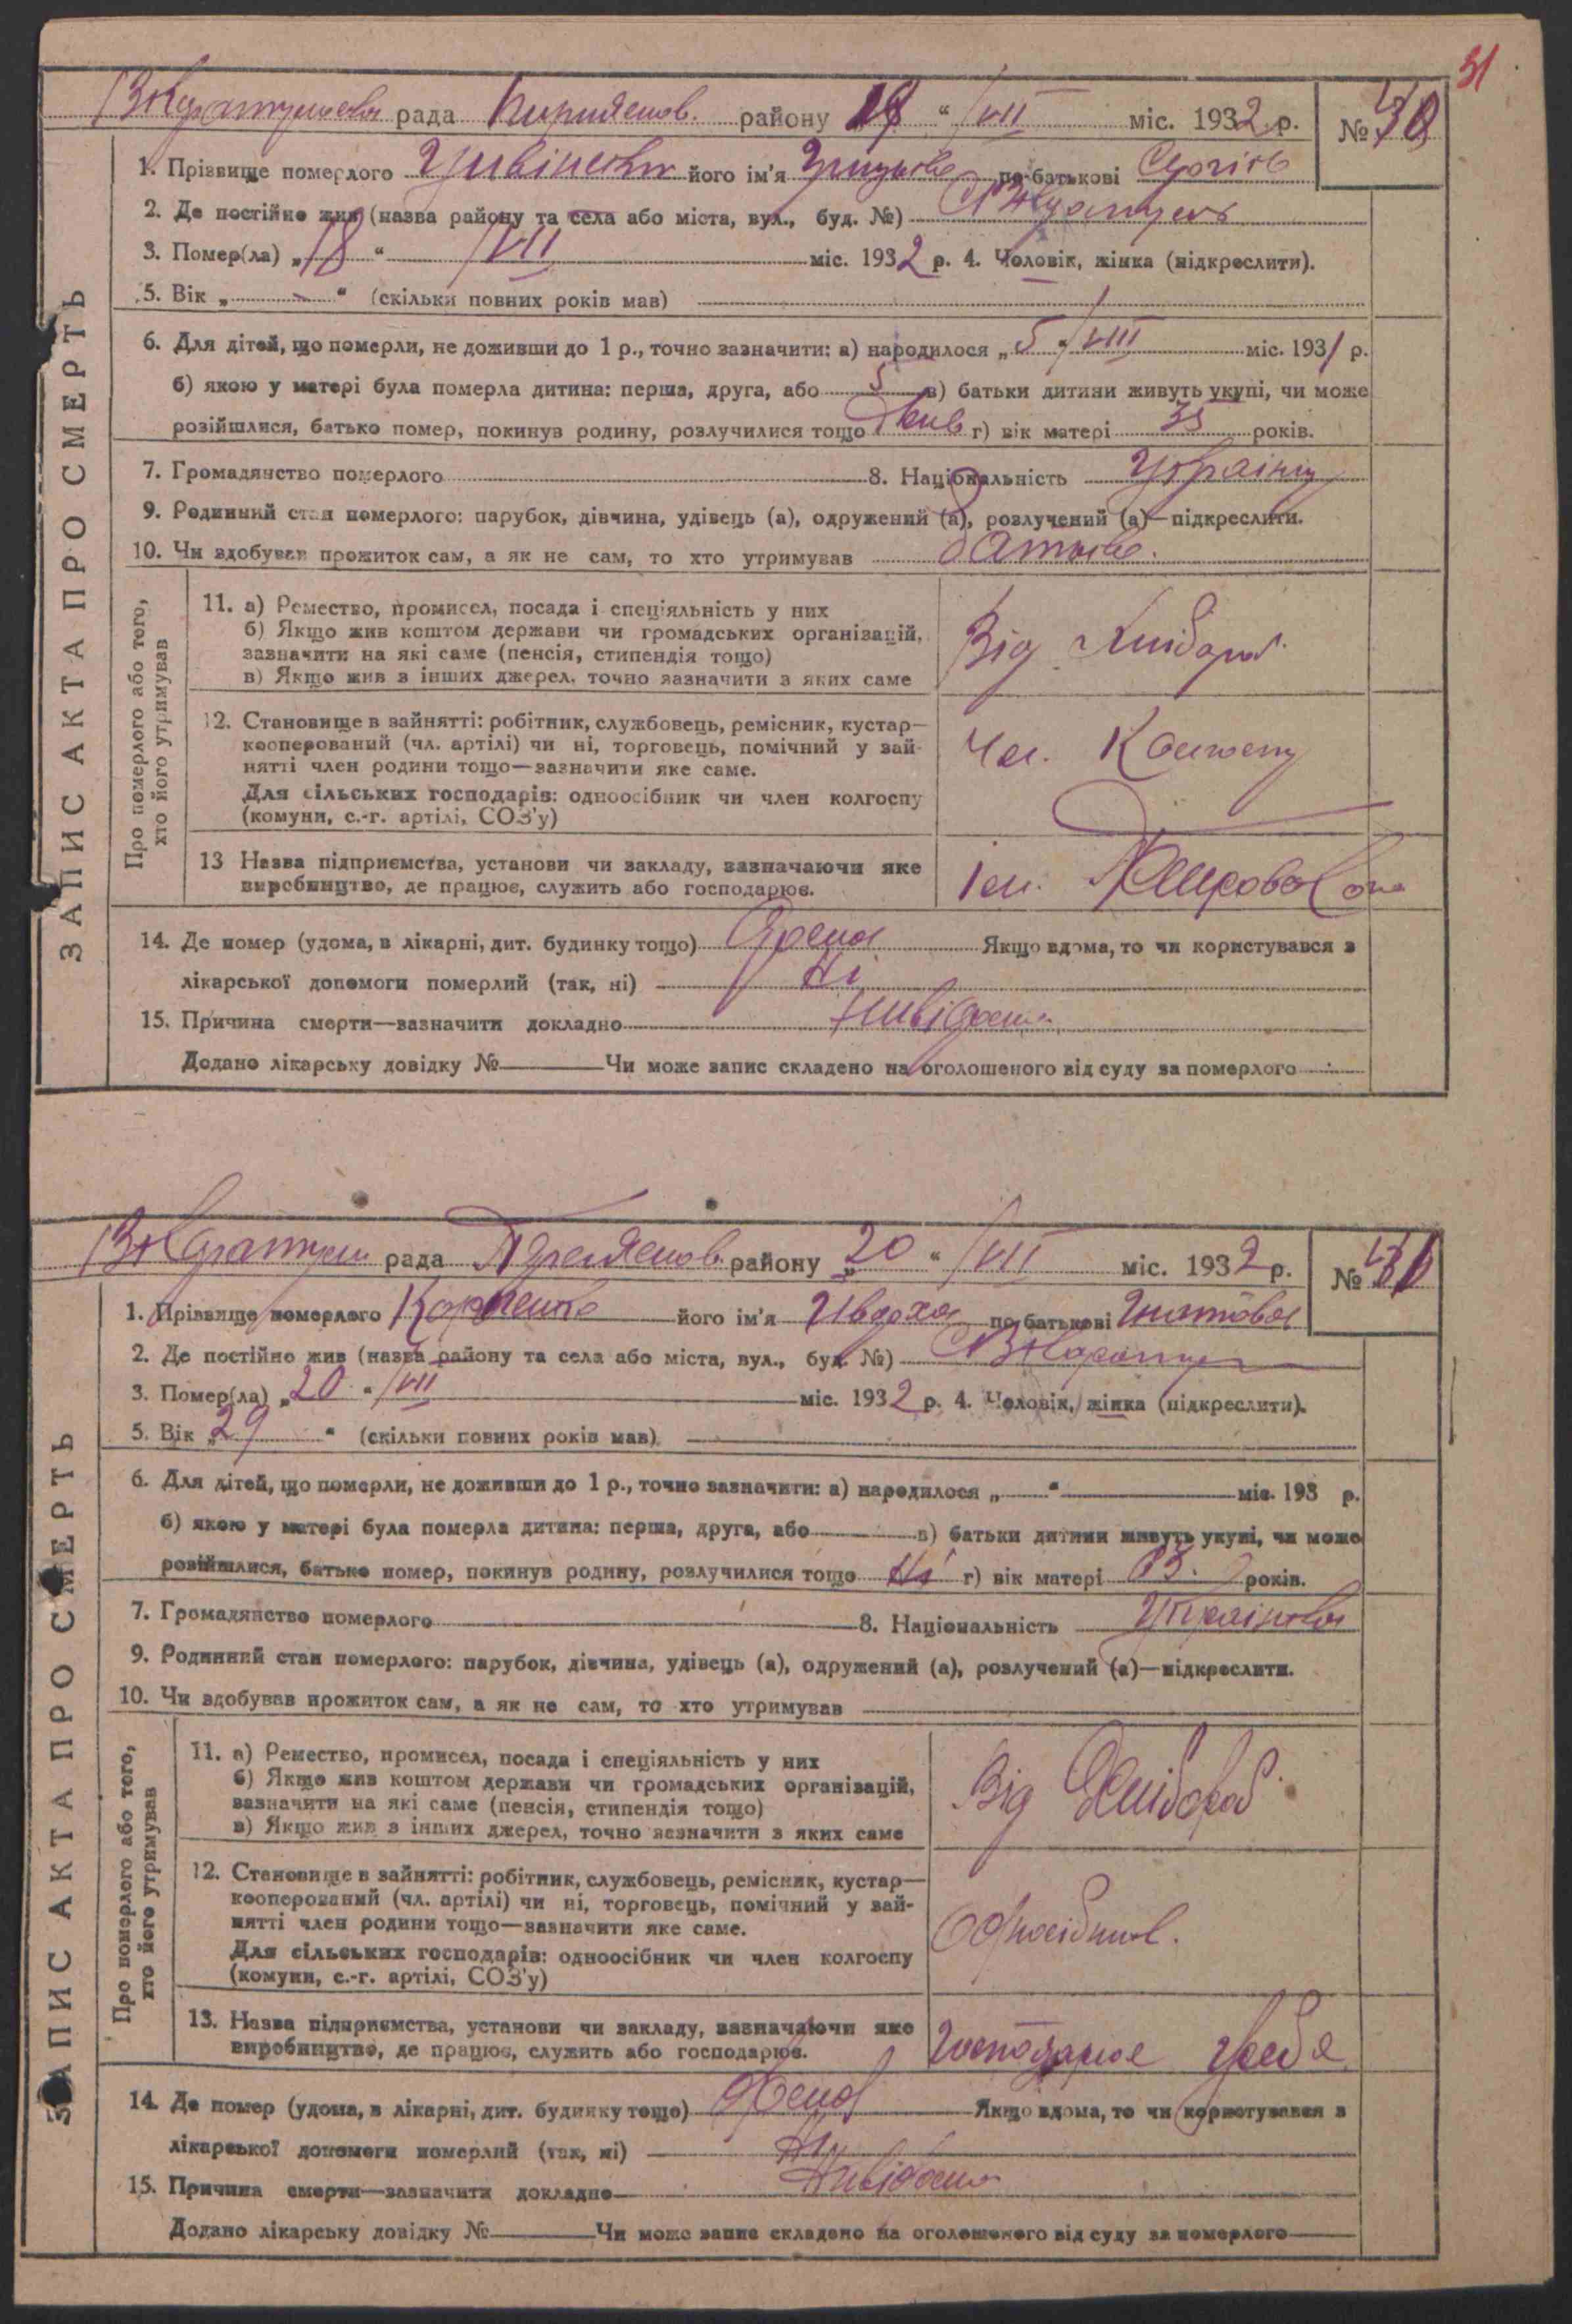 31
рада району 18 “ VII міс. 1932 р. №
1. Прізвище померлого його ім'я по батькові
2. Де постійно жив (назва району та села або міста, вул., буд. №)
3. Помер(ла) „ 18 “ VII міс. 1932 р. 4. Чоловік, жінка (підкреслити).
5. Вік „ “ (скільки повних років мав)
6. Для дітей, що померли, не доживши до 1 р., точно зазначити: а) народилося „ 5 “ VIII міс. 1931 р.
б) якою у матері була померла дитина: перша, друга, або 5 в) батьки дитини живуть укупі, чи може
розійшлися, батько помер, покинув родину, розлучилися тощо г) вік матері 35 років.
7. Громадянство померлого 8. Національність
9. Родинний стан померлого: парубок, дівчина, удівець (а), одружений (а), розлучений (а)—підкреслити.
10. Чи здобував прожиток сам, а як не сам, то хто утримував батько.
ЗАПИС АКТА ПРО СМЕРТЬ
Про померлого або того,
хто його утримував
11. а) Ремество, промисел, посада і спеціяльність у них
б) Якщо жив коштом держави чи громадських організацій,
зазначити на які саме (пенсія, стипендія тощо)
в) Якщо жив з інших джерел, точно зазначити з яких саме
Від
12. Становище в зайнятті: робітник, службовець, ремісник, кустар—
кооперований (чл. артілі) чи ні, торговець, помічний у зай-
нятті член родини тощо—зазначити яке саме.
Для сільських господарів: одноосібник чи член колгоспу
(комуни, с.-г. артілі, СОЗ'у)
Чл.
13 Назва підприємства, установи чи закладу, зазначаючи яке
виробництво, де працює, служить або господарює.
Ім.
14. Де помер (удома, в лікарні, дит. будинку тощо) Дома Якщо вдома, то чи користувався з
лікарської допомоги померлий (так, ні) Ні
15. Причина смерти—зазначити докладно Невідома
Додано лікарську довідку № Чи може запис складено на оголошеного від суду за померлого
рада району „ 20 “ VII міс. 1932 р. №
1. Прізвище померлого його ім'я по батькові
2. Де постійно жив (назва району та села або міста, вул., буд. №)
3. Помер(ла) „ 20 “ VII міс. 1932 р. 4. Чоловік, жінка (підкреслити).
5. Вік „ 29 “ (скільки повних років мав)
6. Для дітей, що померли, не доживши до 1 р., точно зазначити: а) народилося „ “ міс. 193 р.
б) якою у матері була померла дитина: перша, друга, або в) батьки дитини живуть укупі, чи може
розійшлися, батько помер, покинув родину, розлучилися тощо Ні г) вік матері років.
7. Громадянство померлого 8. Національність Українка
9. Родинний стан померлого: парубок, дівчина, удівець (а), одружений (а), розлучений (а)—підкреслити.
10. Чи здобував прожиток сам, а як не сам, то хто утримував
ЗАПИС АКТА ПРО СМЕРТЬ
Про померлого або того,
хто його утримував
11. а) Ремество, промисел, посада і спеціяльність у них
б) Якщо жив коштом держави чи громадських організацій,
зазначити на які саме (пенсія, стипендія тощо)
в) Якщо жив з інших джерел, точно зазначити з яких саме
Від
12. Становище в зайнятті: робітник, службовець, ремісник, кустар—
кооперований (чл. артілі) чи ні, торговець, помічний у зай-
нятті член родини тощо—зазначити яке саме.
Для сільських господарів: одноосібник чи член колгоспу
(комуни, с.-г. артілі, СОЗ'у)
Одноосібник.
13. Назва підприємства, установи чи закладу, зазначаючи яке
виробництво, де працює, служить або господарює.
14. Де помер (удома, в лікарні, дит. будинку тощо) Дома Якщо вдома, то чи користувався з
лікарської допомоги померлий (так, ні) Ні
15. Причина смерти—зазначити докладно Невідома
Додано лікарську довідку № Чи може запис складено на оголошеного від суду за померлого